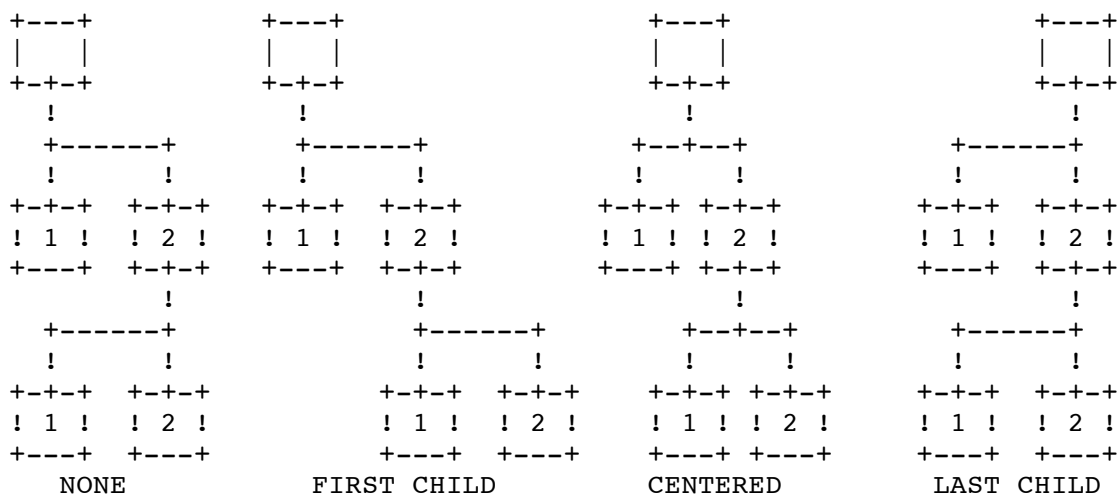 +---+          +---+               +---+             +---+
|   |          |   |               |   |             |   |
+-+-+          +-+-+               +-+-+             +-+-+
  !              !                   !                 !
  +------+       +------+         +--+--+       +------+
  !      !       !      !         !     !       !      !
+-+-+  +-+-+   +-+-+  +-+-+     +-+-+ +-+-+   +-+-+  +-+-+
! 1 !  ! 2 !   ! 1 !  ! 2 !     ! 1 ! ! 2 !   ! 1 !  ! 2 !
+---+  +-+-+   +---+  +-+-+     +---+ +-+-+   +---+  +-+-+
         !              !               !              !
  +------+              +------+     +--+--+    +------+
  !      !              !      !     !     !    !      !
+-+-+  +-+-+          +-+-+  +-+-+ +-+-+ +-+-+ +-+-+  +-+-+
! 1 !  ! 2 !          ! 1 !  ! 2 ! ! 1 ! ! 2 ! ! 1 !  ! 2 !
+---+  +---+          +---+  +---+ +---+ +---+ +---+  +---+
NONE FIRST CHILD CENTERED LAST CHILD